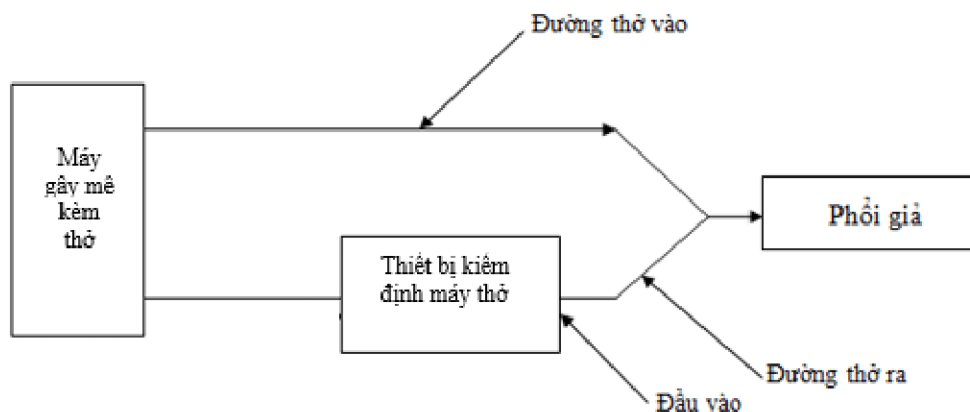 Đường thở vào
Máy
gây mê
kèm
thở
Phổi giả
Thiết bị kiểm
định máy thở
Đường thở ra
Đầu vào